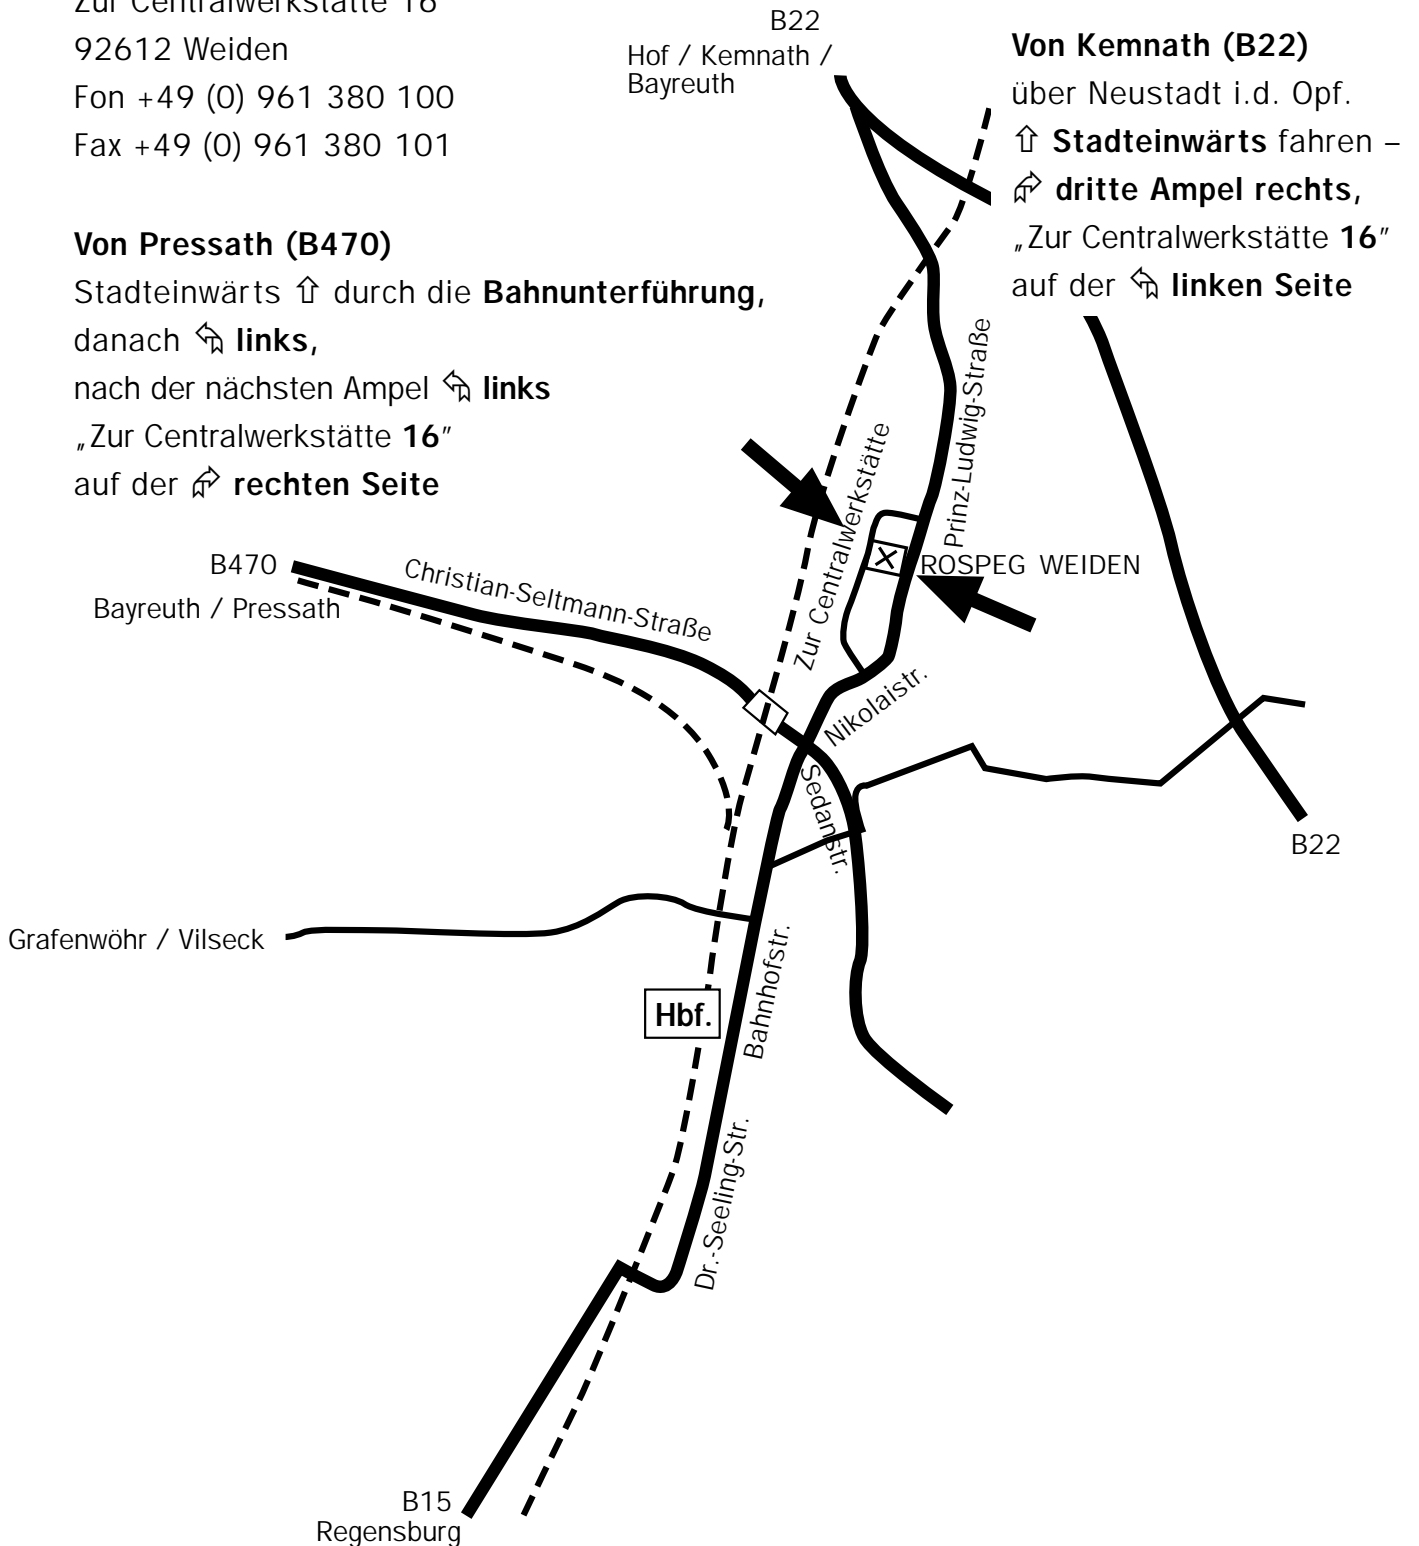 Zur Centralwerkstätte 16
92612 Weiden
Fon +49 (0) 961 380 100
Fax +49 (0) 961 380 101
Von Pressath (B470)
Stadteinwärts ⇧ durch die Bahnunterführung,
danach links,
nach der nächsten Ampel links
„Zur Centralwerkstätte 16"
auf der rechten Seite
B22
Hof / Kemnath /
Bayreuth
Von Kemnath (B22)
über Neustadt i.d. Opf.
⇧ Stadteinwärts fahren –
dritte Ampel rechts,
„Zur Centralwerkstätte 16"
auf der linken Seite
Prinz-Ludwig-Straße
Zur Centralwerkstätte
ROSPEG WEIDEN
B470
Bayreuth / Pressath
Christian-Seltmann-Straße
Nikolaistr.
Sedanstr.
B22
Grafenwöhr / Vilseck
Hbf.
Bahnhofstr.
Dr.-Seeling-Str.
B15
Regensburg